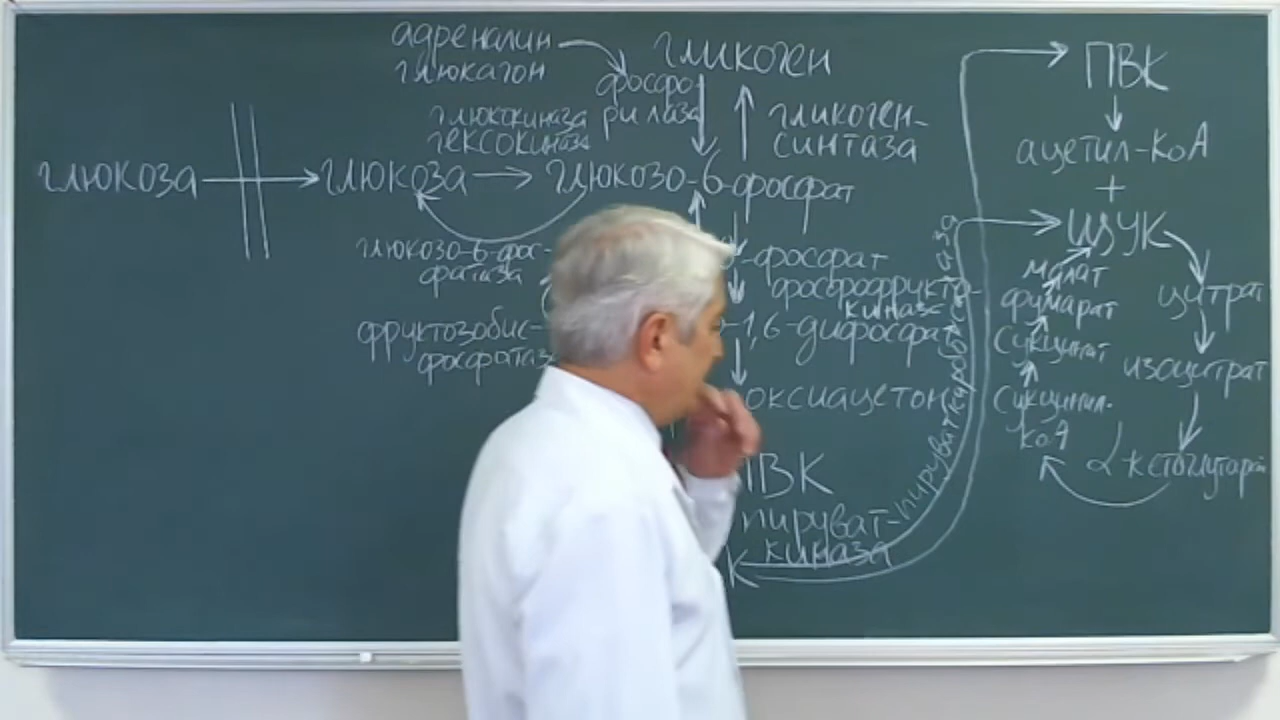 адреналин
глюкагон
фосфо-
рилаза
гликоген
гликоген-
синтаза
глюкокиназа
гексокиназа
глюкоза
глюкоза
глюкозо-6-фосфат
глюкозо-6-фос-
фатаза
-фосфат
фосфофрукто-
киназа
фруктозобис-
фосфатаза
-1,6-дифосфат
оксиацетон
ПВК
пируват-
киназа
К
пируваткарбоксилаза
ПВК
ацетил-КоА
+
ЩУК
цитрат
изоцитрат
α кетоглутарат
Сукцинил-
КоА
Сукцинат
фумарат
малат